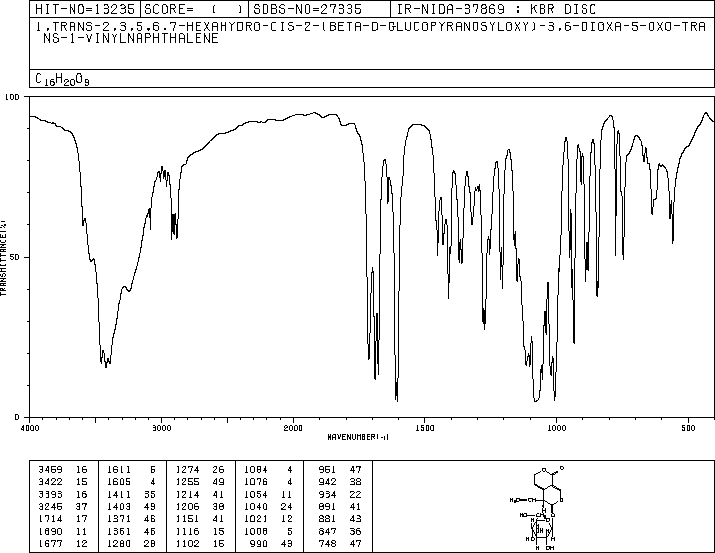 HIT-NO=13235 SCORE= ( ) SDBS-NO=27335 IR-NIDA-37869 : KBR DISC
1,TRANS-2,3,5,6,7-HEXAHYDRO-CIS-2-(BETA-D-GLUCOPYRANOSYLOXY)-3,6-DIOXA-5-OXO-TRA
NS-1-VINYLNAPHTHALENE
C16H20O9
100
50
0
TRANSMITTANCE(%)
4000 3000 2000 1500 1000 500
WAVENUMBER(-1)
3459 16 1611 6 1274 26 1084 4 951 47
3422 15 1605 4 1255 49 1076 4 942 38
3393 16 1411 35 1214 41 1054 11 934 22
3245 37 1403 49 1206 38 1040 24 891 41
1714 17 1371 46 1151 41 1021 12 881 43
1690 11 1361 46 1116 15 1008 5 847 36
1677 12 1280 28 1102 16 990 43 748 47